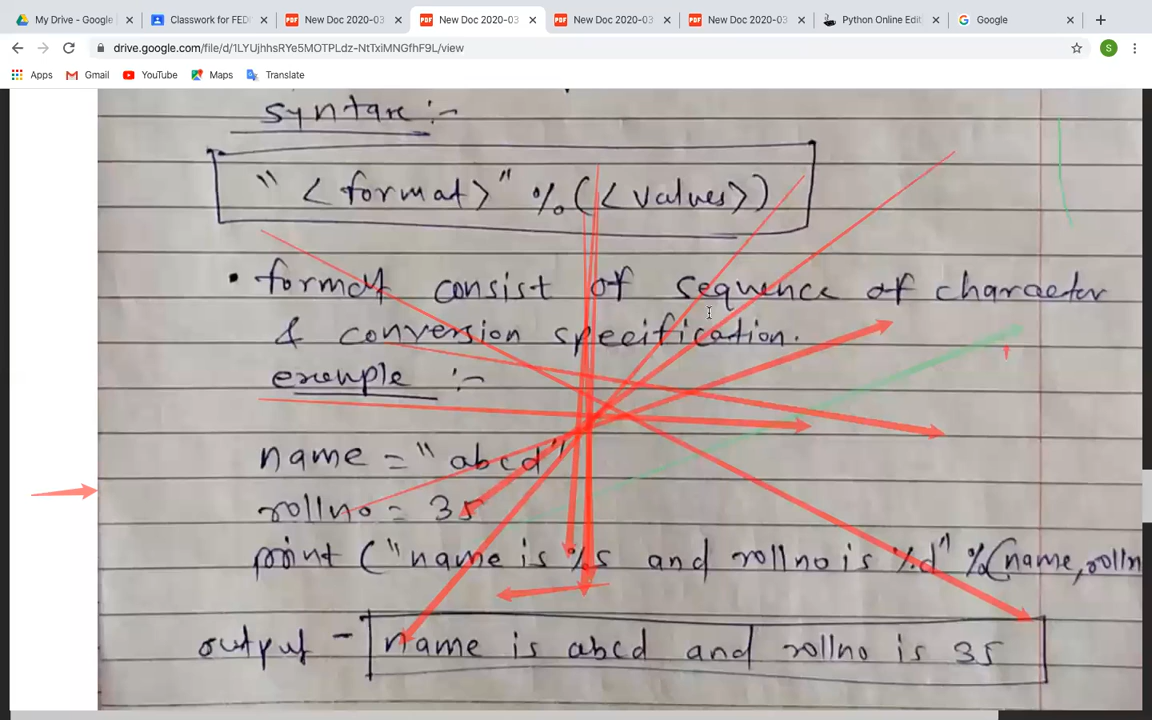 My Drive - Google
Classwork for FED
New Doc 2020-03
New Doc 2020-03
New Doc 2020-03
New Doc 2020-03
Python Online Edit
Google
drive.google.com/file/d/1LYUjhhsRYe5MOTPLdz-NtTxiMNGfhF9L/view
S
Apps
Gmail
YouTube
Maps
Translate
syntax :-
" < format> " %(<values>)
• format consist of sequence of character
& conversion specification.
example :-
name = "abcd"
rollno = 35
print ("name is %s and rollno is %d" %(name,rolln
output - name is abcd and rollno is 35